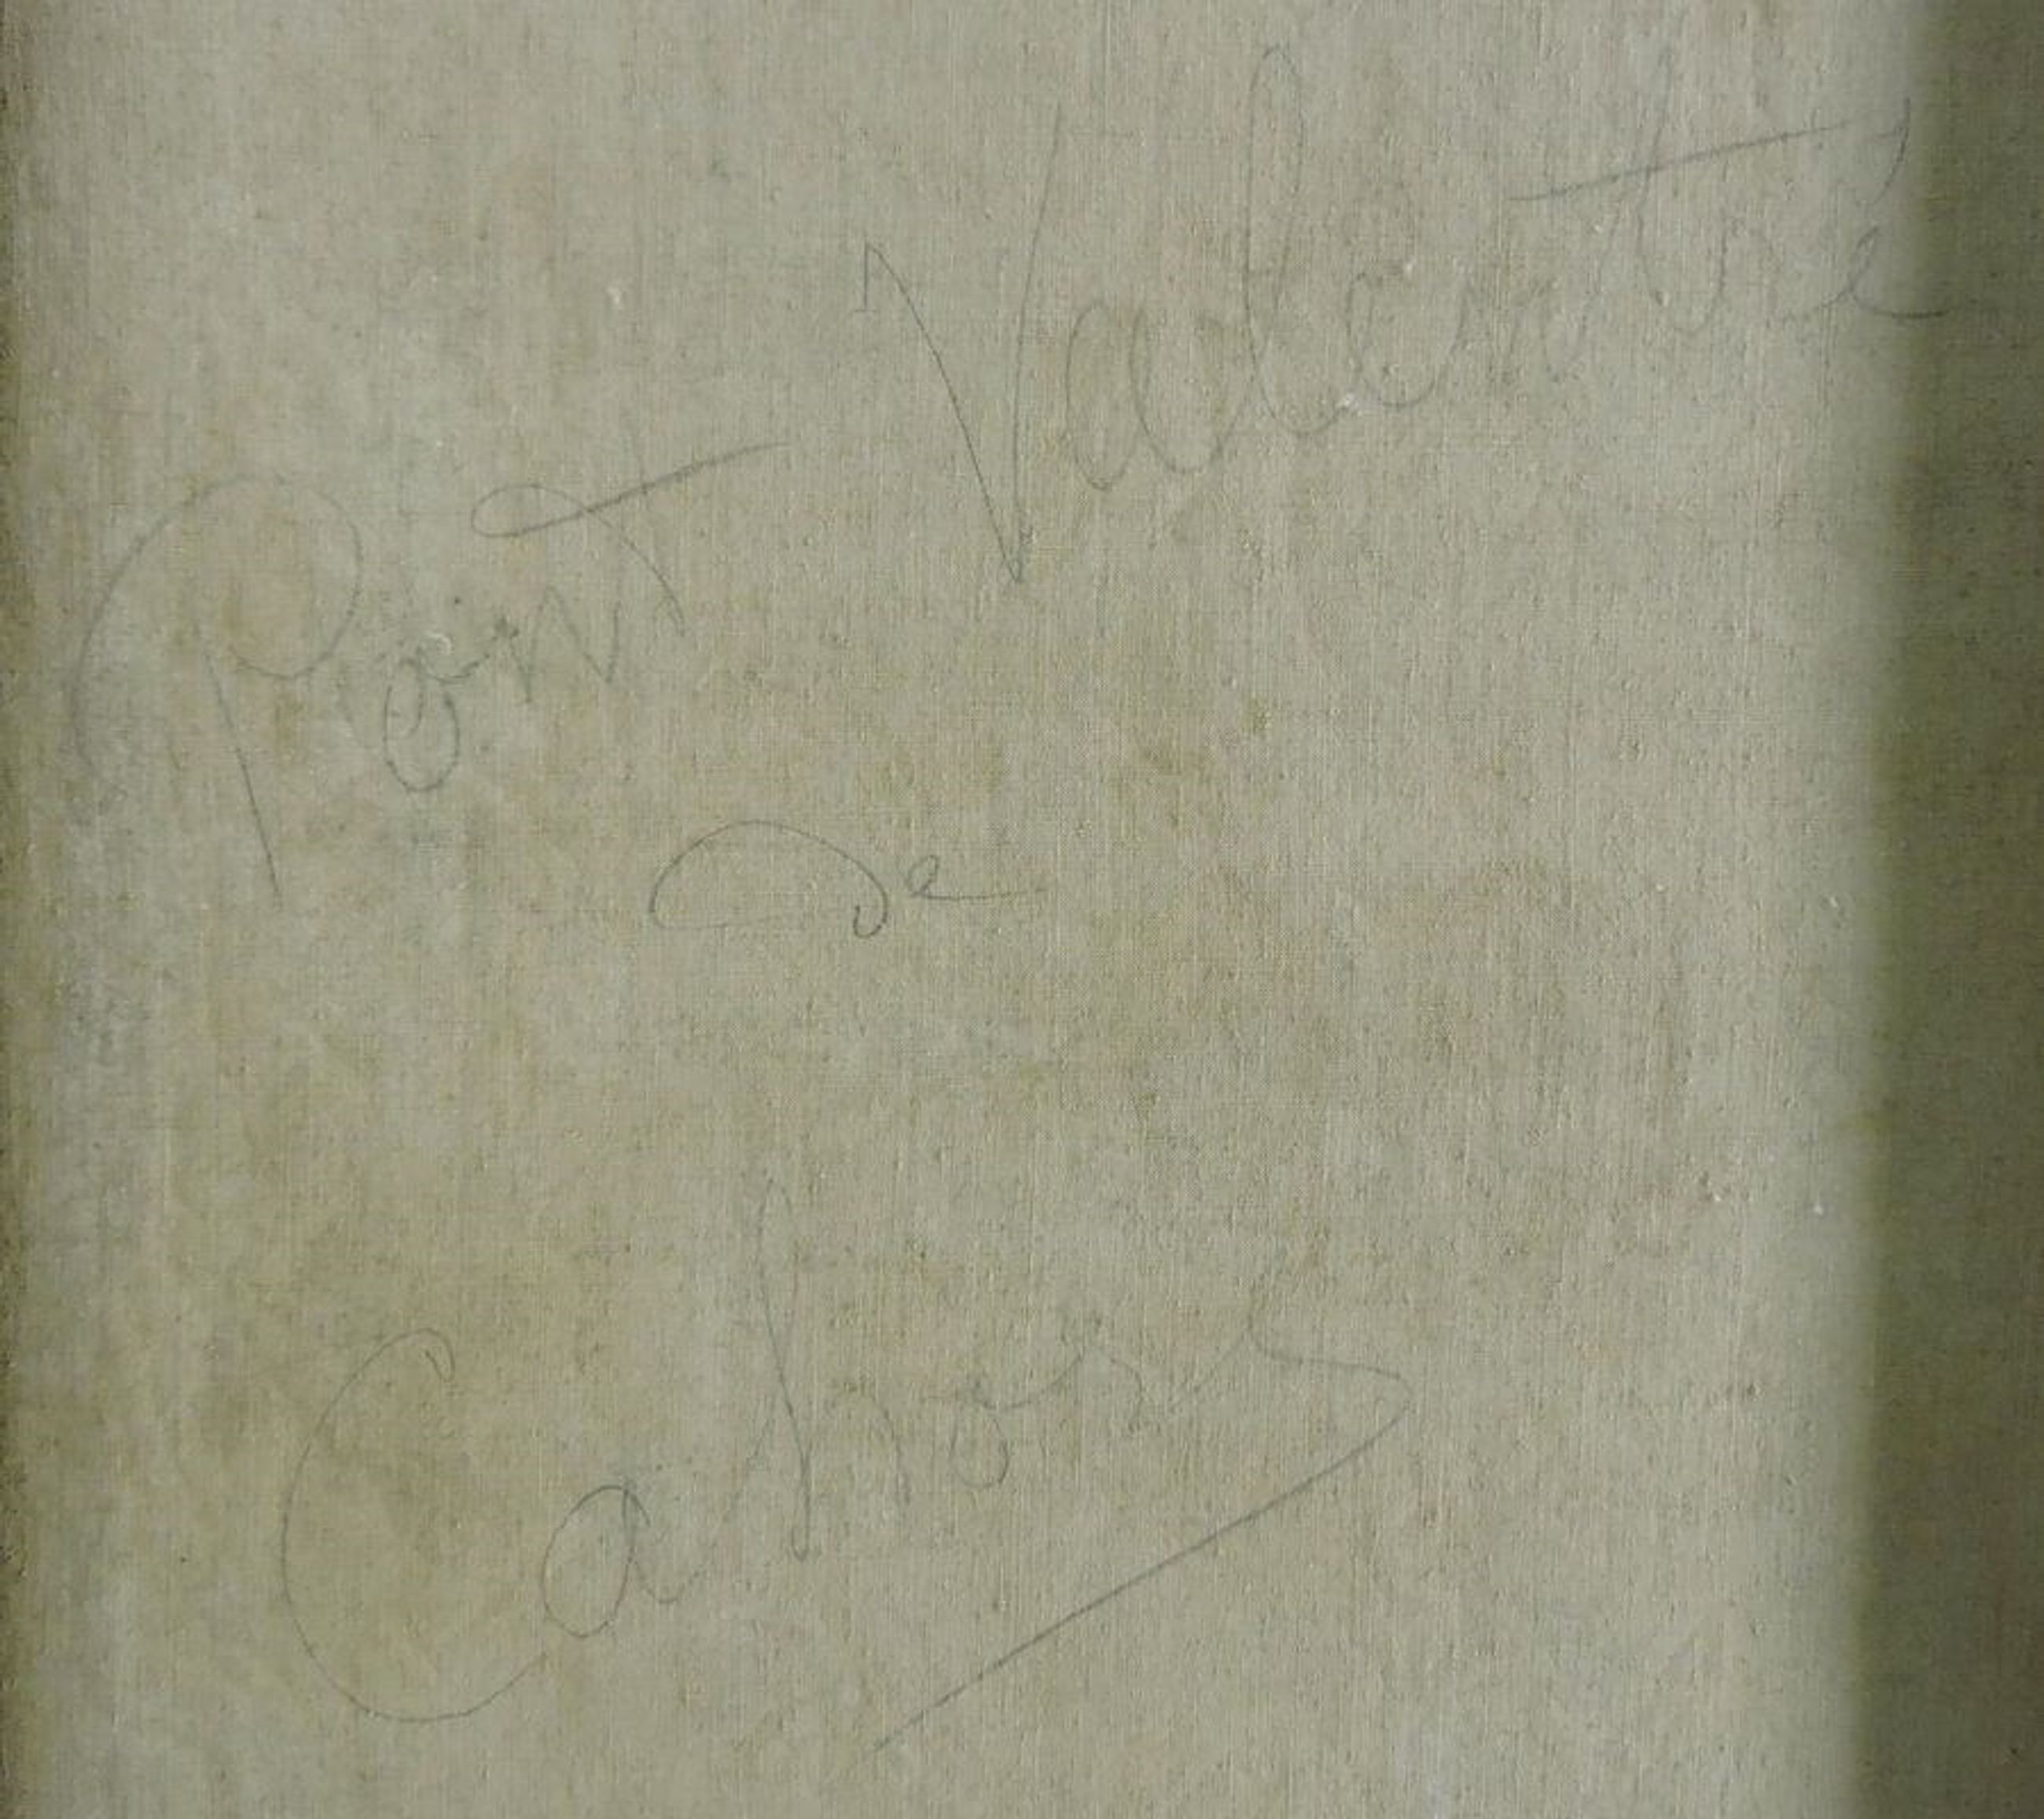 Pont Valentré
de
Cahors